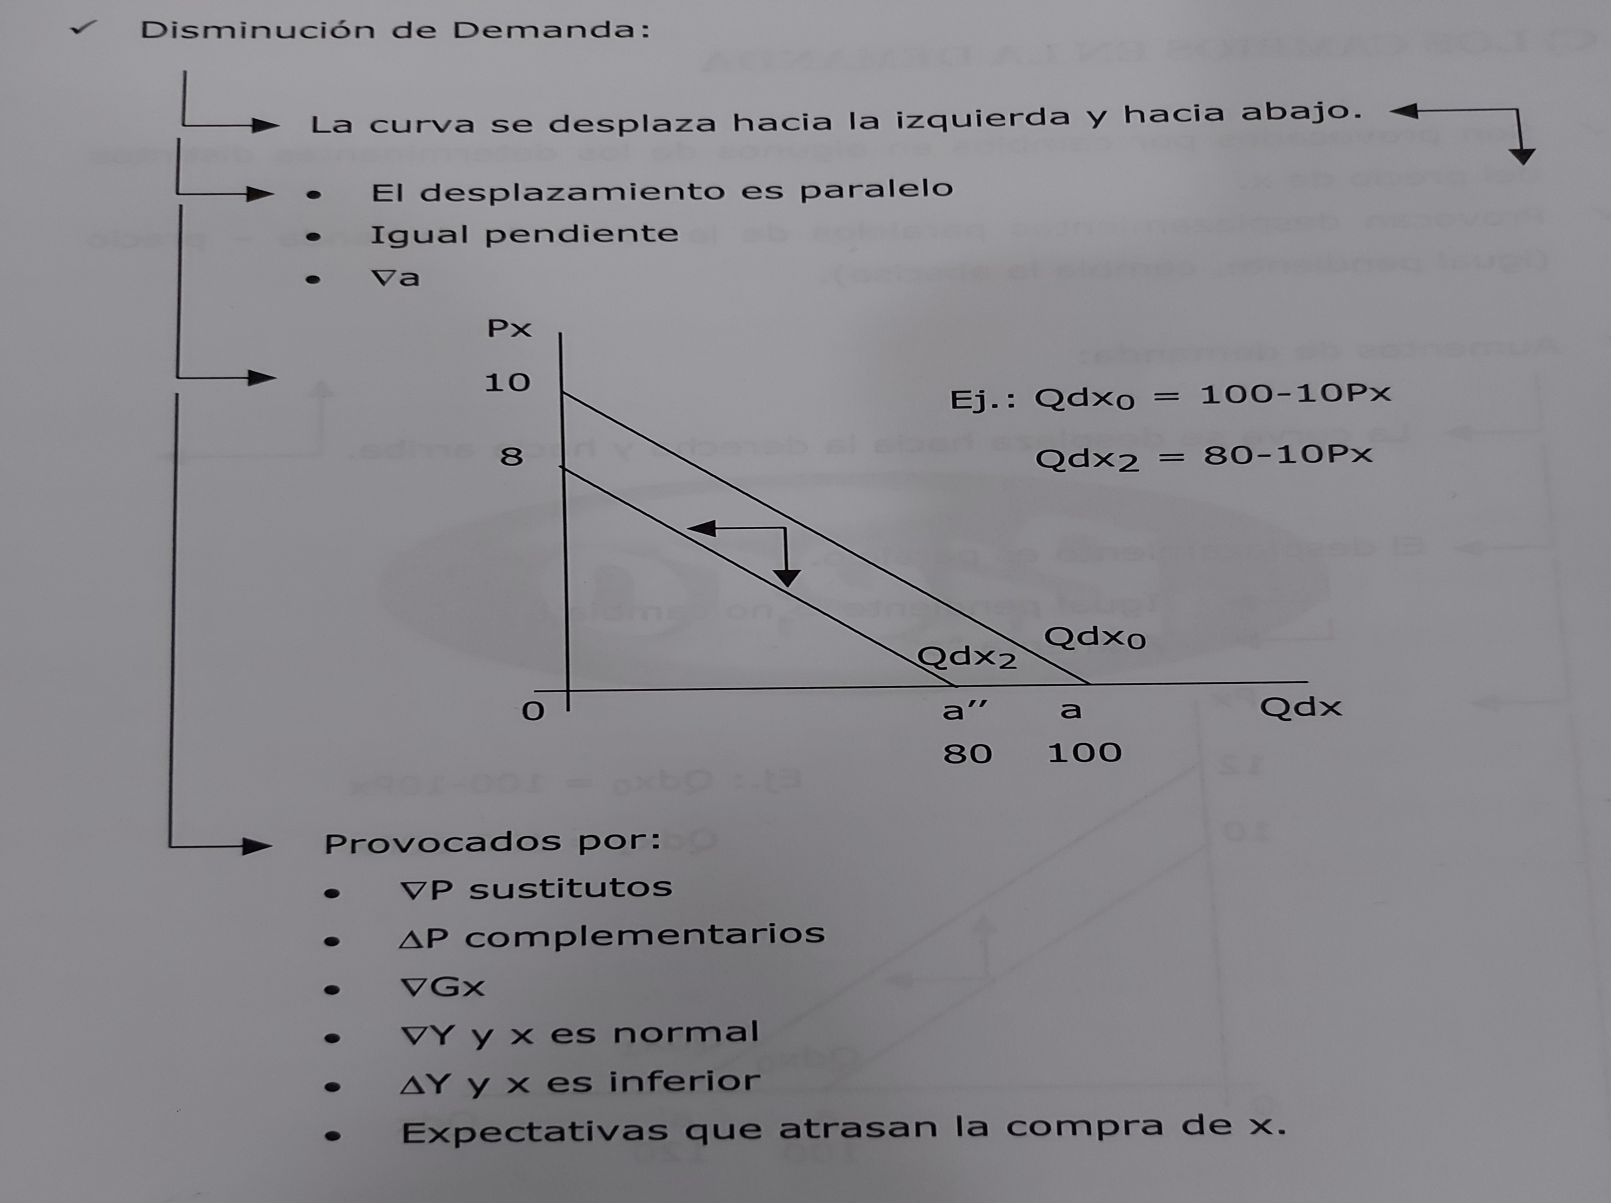 ✓ Disminución de Demanda:
La curva se desplaza hacia la izquierda y hacia abajo.
• El desplazamiento es paralelo
• Igual pendiente
• ∇a
Px
10
8
Ej.: Qdx₀ = 100-10Px
Qdx₂ = 80-10Px
Qdx₂ Qdx₀
0 a″ a Qdx
80 100
Provocados por:
• ∇P sustitutos
• ∆P complementarios
• ∇Gx
• ∇Y y x es normal
• ∆Y y x es inferior
• Expectativas que atrasan la compra de x.